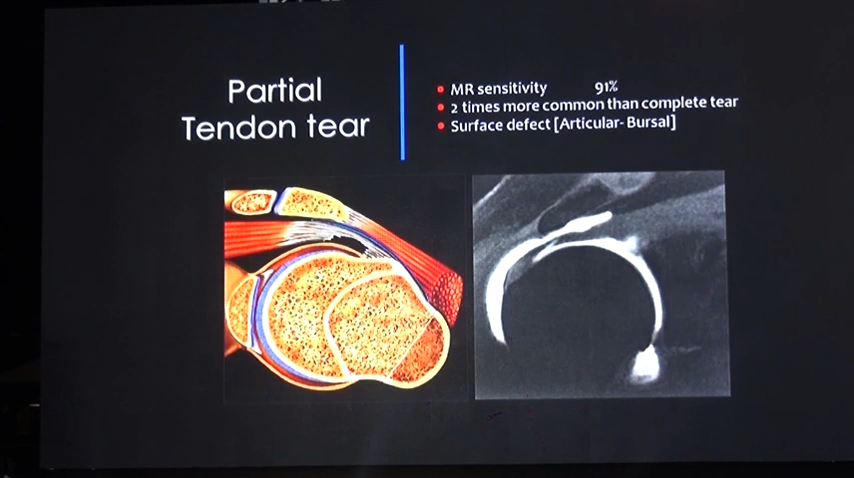 Partial
Tendon tear
MR sensitivity 91%
2 times more common than complete tear
Surface defect [Articular- Bursal]